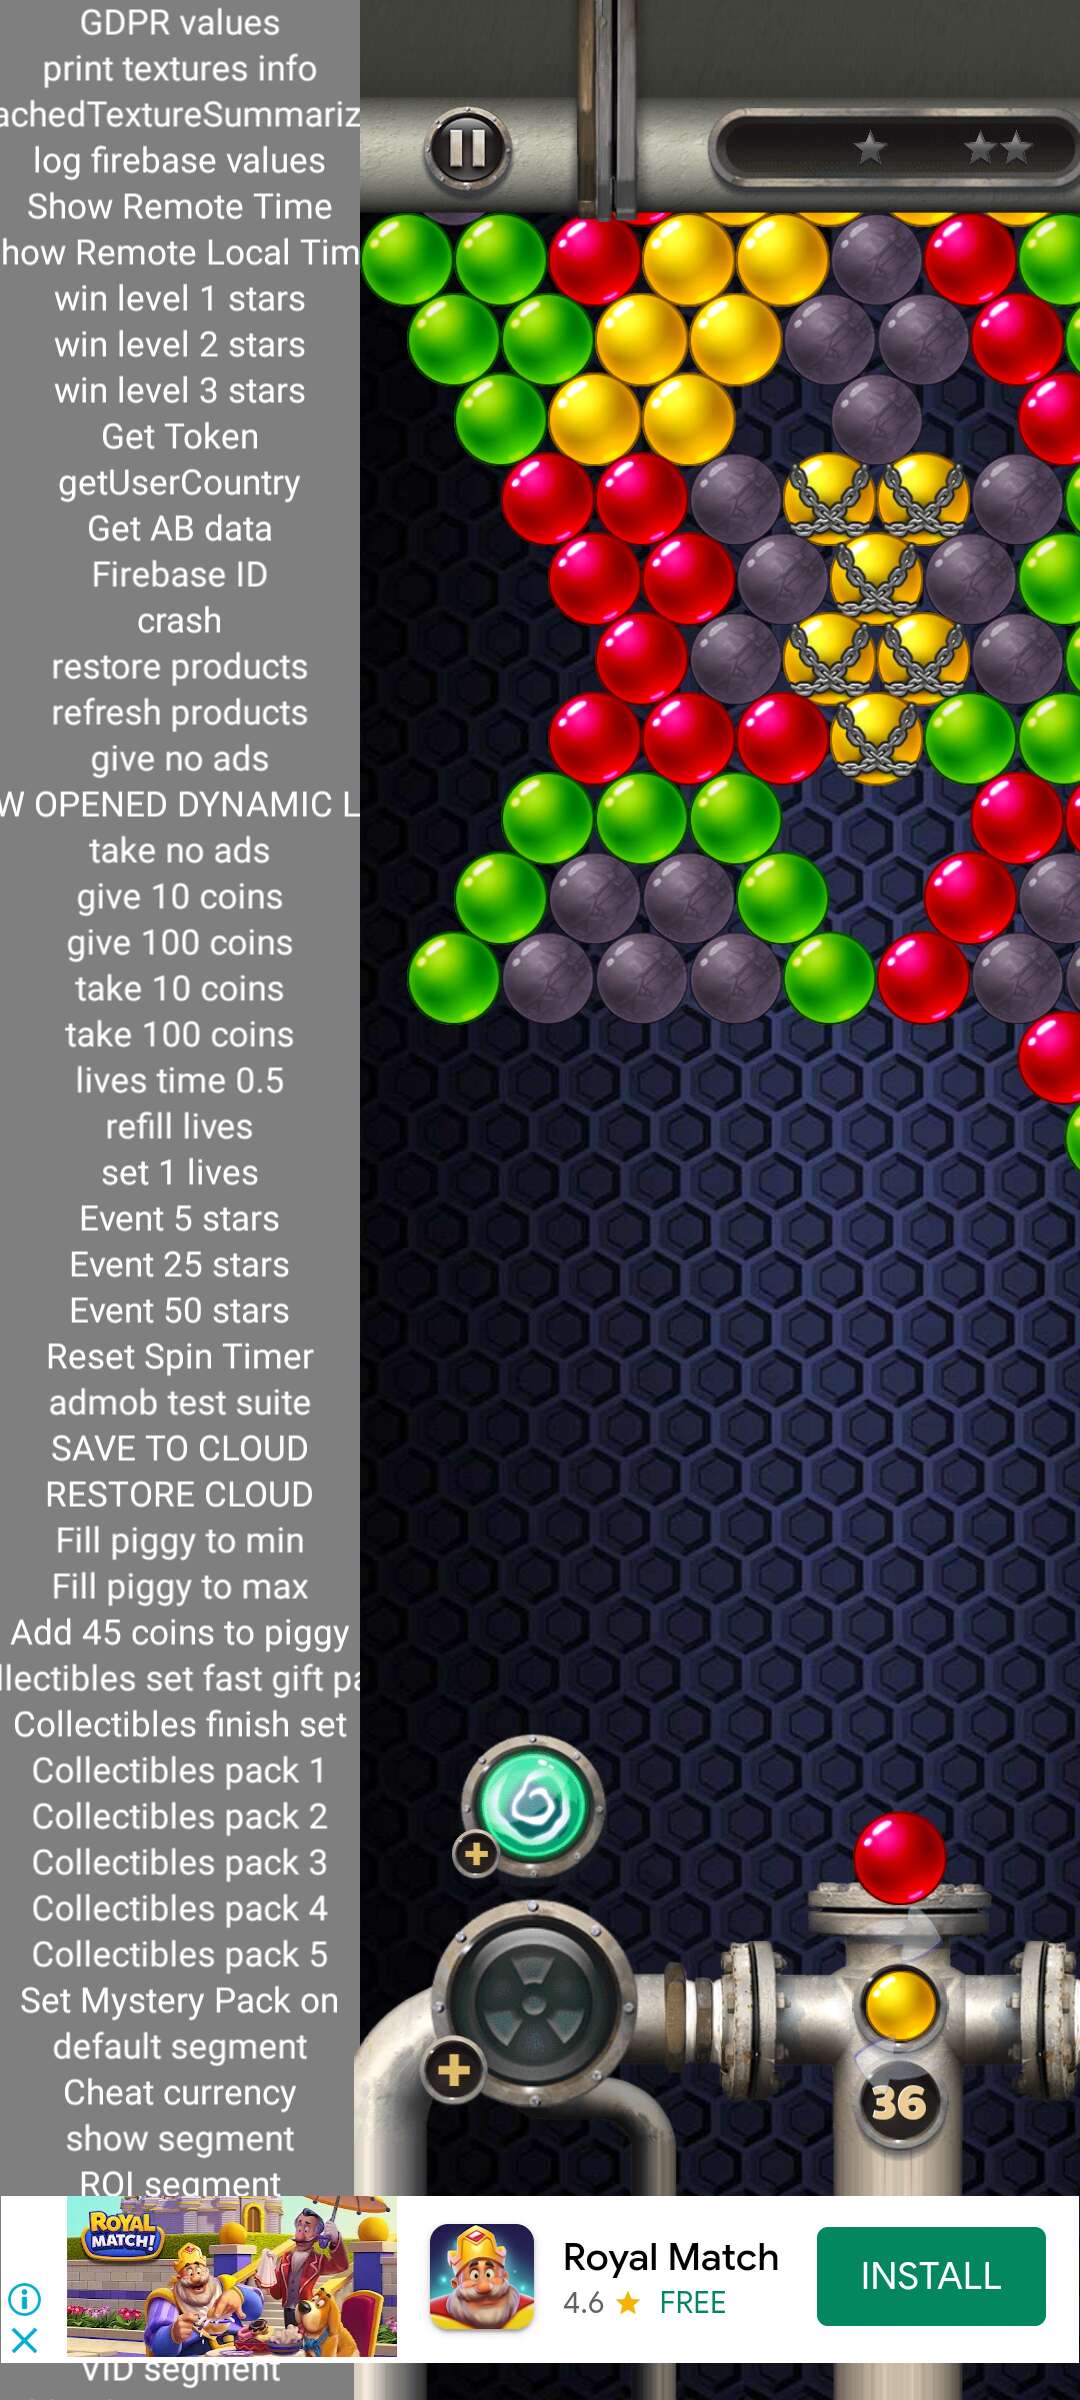 GDPR values
print textures info
achedTextureSummariz
log firebase values
Show Remote Time
how Remote Local Tim
win level 1 stars
win level 2 stars
win level 3 stars
Get Token
getUserCountry
Get AB data
Firebase ID
crash
restore products
refresh products
give no ads
W OPENED DYNAMIC L
take no ads
give 10 coins
give 100 coins
take 10 coins
take 100 coins
lives time 0.5
refill lives
set 1 lives
Event 5 stars
Event 25 stars
Event 50 stars
Reset Spin Timer
admob test suite
SAVE TO CLOUD
RESTORE CLOUD
Fill piggy to min
Fill piggy to max
Add 45 coins to piggy
llectibles set fast gift pa
Collectibles finish set
Collectibles pack 1
Collectibles pack 2
Collectibles pack 3
Collectibles pack 4
Collectibles pack 5
Set Mystery Pack on
default segment
Cheat currency
show segment
ROI segment
36
ROYAL
MATCH!
Royal Match
4.6 ★ FREE
INSTALL
VID segment